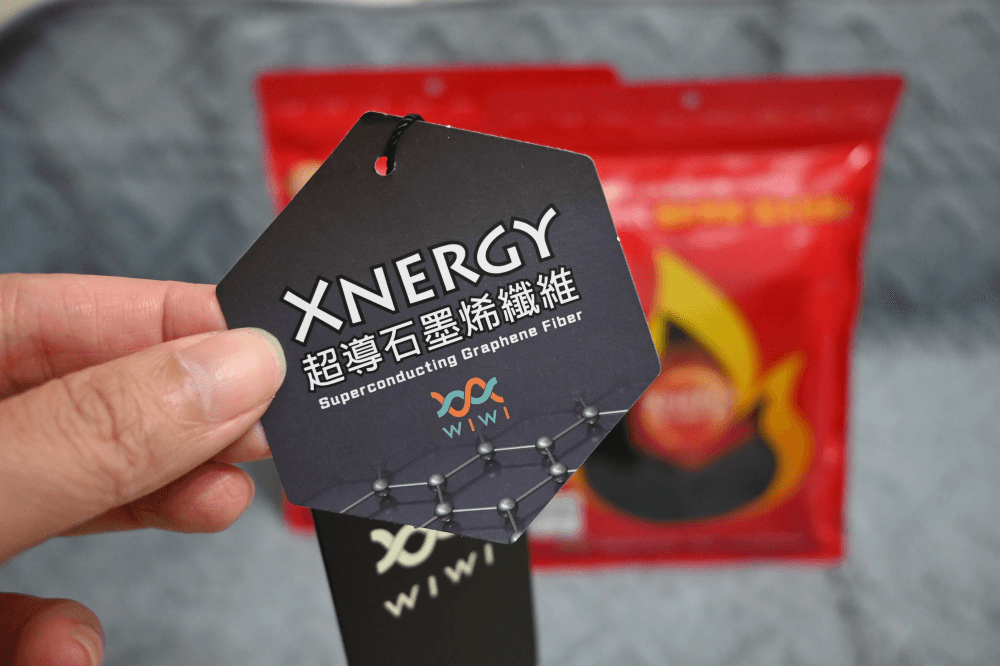 XNERGY
超導石墨烯纖維
Superconducting Graphene Fiber
WIWI
WIWI